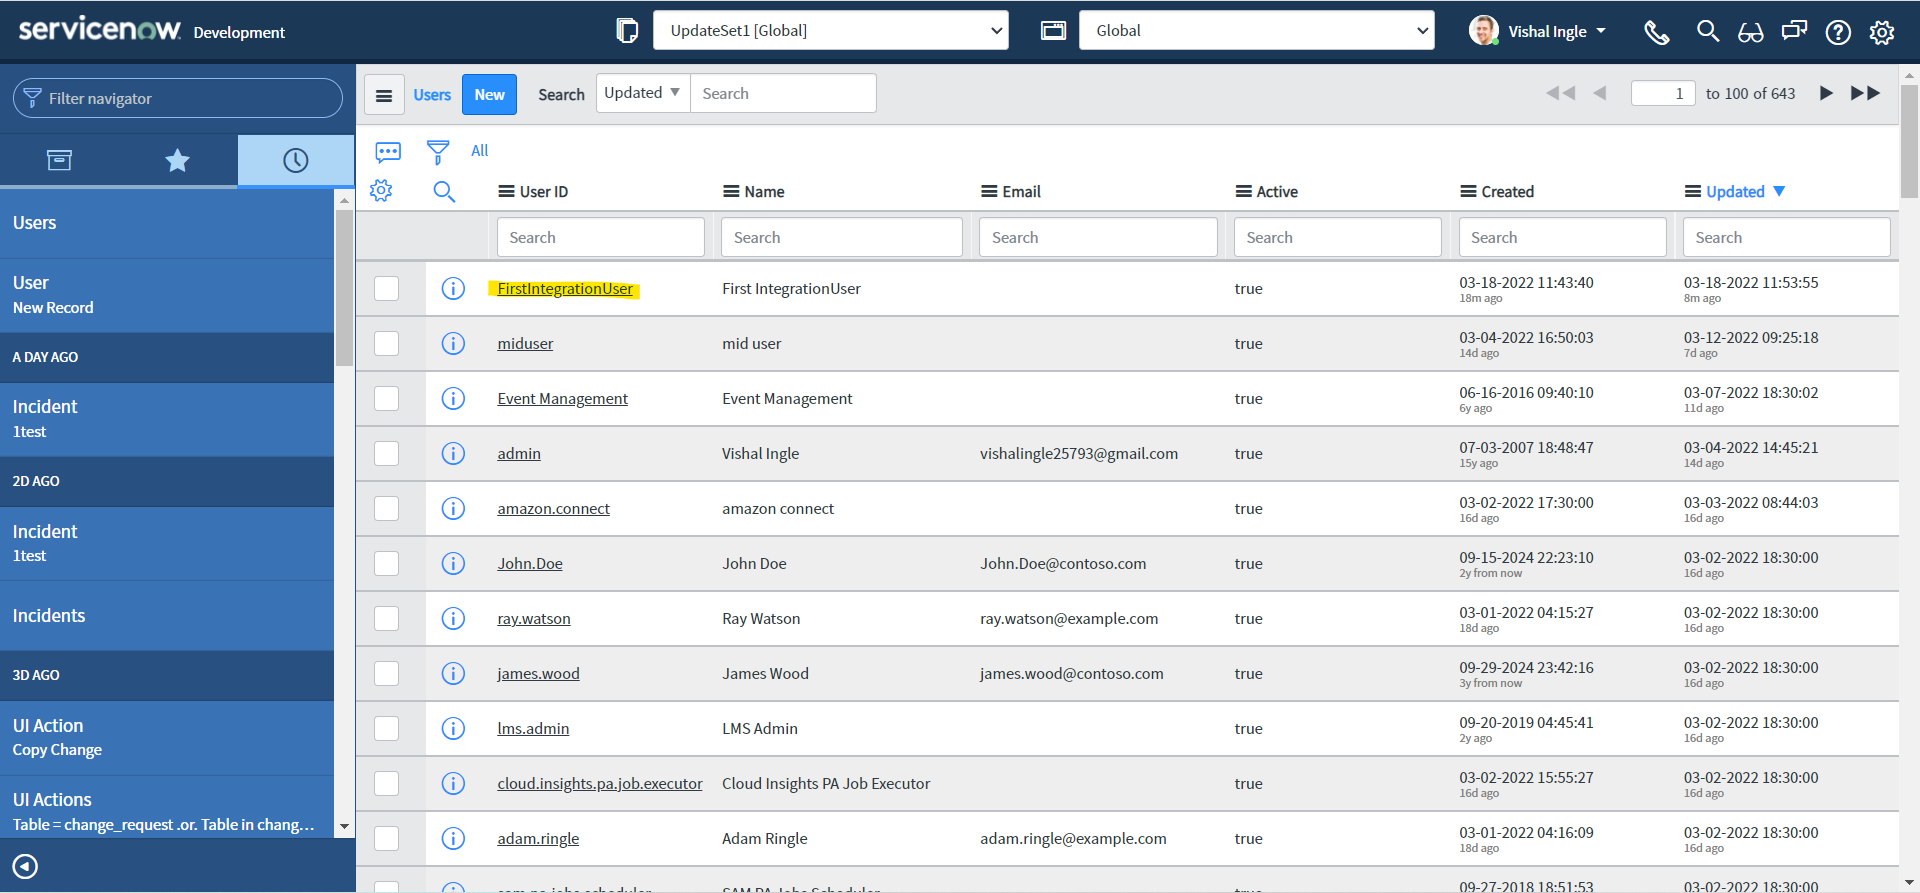 servicenow Development
UpdateSet1 [Global]
Global
Vishal Ingle
Filter navigator
Users
User
New Record
A DAY AGO
Incident
1test
2D AGO
Incident
1test
Incidents
3D AGO
UI Action
Copy Change
UI Actions
Table = change_request .or. Table in chang...
Users New Search Updated Search 1 to 100 of 643
All
User ID Name Email Active Created Updated
Search Search Search Search Search Search
FirstIntegrationUser First IntegrationUser true 03-18-2022 11:43:40 03-18-2022 11:53:55
18m ago 8m ago
miduser mid user true 03-04-2022 16:50:03 03-12-2022 09:25:18
14d ago 7d ago
Event Management Event Management true 06-16-2016 09:40:10 03-07-2022 18:30:02
6y ago 11d ago
admin Vishal Ingle vishalingle25793@gmail.com true 07-03-2007 18:48:47 03-04-2022 14:45:21
15y ago 14d ago
amazon.connect amazon connect true 03-02-2022 17:30:00 03-03-2022 08:44:03
16d ago 16d ago
John.Doe John Doe John.Doe@contoso.com true 09-15-2024 22:23:10 03-02-2022 18:30:00
2y from now 16d ago
ray.watson Ray Watson ray.watson@example.com true 03-01-2022 04:15:27 03-02-2022 18:30:00
18d ago 16d ago
james.wood James Wood james.wood@contoso.com true 09-29-2024 23:42:16 03-02-2022 18:30:00
3y from now 16d ago
lms.admin LMS Admin true 09-20-2019 04:45:41 03-02-2022 18:30:00
2y ago 16d ago
cloud.insights.pa.job.executor Cloud Insights PA Job Executor true 03-02-2022 15:55:27 03-02-2022 18:30:00
16d ago 16d ago
adam.ringle Adam Ringle adam.ringle@example.com true 03-01-2022 04:16:09 03-02-2022 18:30:00
18d ago 16d ago
sam.pa.jobs.scheduler SAM PA Jobs Scheduler true 09-27-2018 18:51:53 03-02-2022 18:30:00